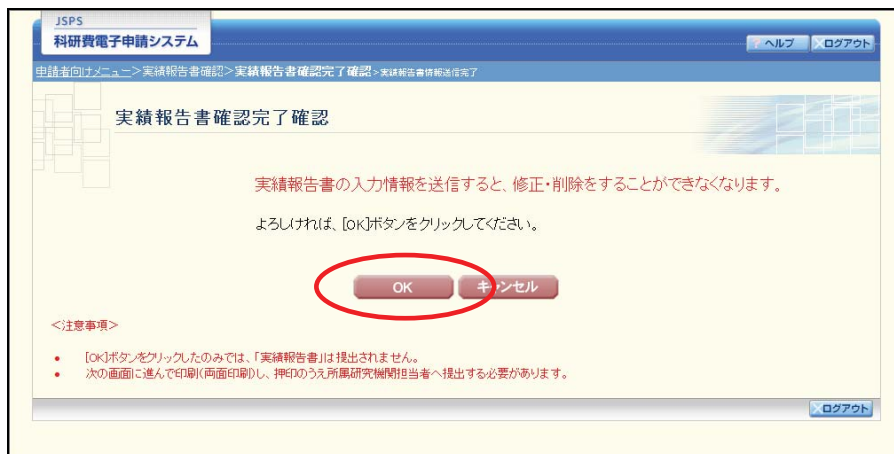 JSPS
科研費電子申請システム
? ヘルプ ログアウト
申請者向けメニュー>実績報告書確認>実績報告書確認完了確認>実績報告書情報送信完了
実績報告書確認完了確認
実績報告書の入力情報を送信すると、修正・削除をすることができなくなります。
よろしければ、[OK]ボタンをクリックしてください。
OK キャンセル
<注意事項>
• [OK]ボタンをクリックしたのみでは、「実績報告書」は提出されません。
• 次の画面に進んで印刷(両面印刷)し、押印のうえ所属研究機関担当者へ提出する必要があります。
ログアウト